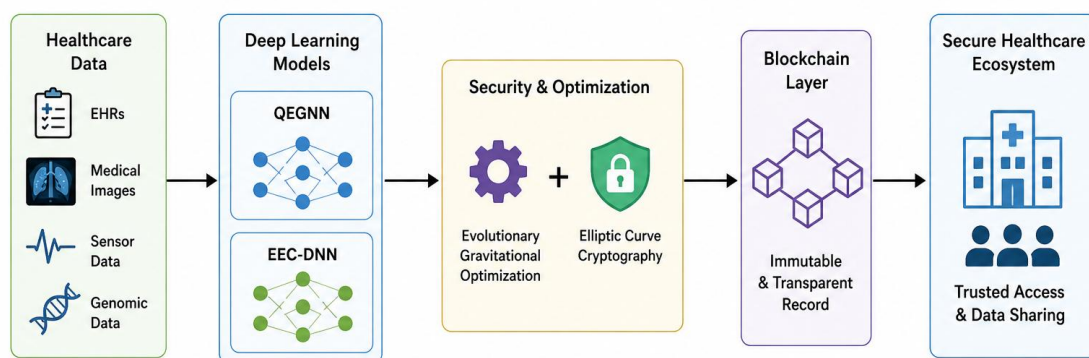 Healthcare
Data
EHRs
Medical
Images
Sensor
Data
Genomic
Data
Deep Learning
Models
QEGNN
EEC-DNN
Security & Optimization
+
Evolutionary
Gravitational
Optimization
Elliptic Curve
Cryptography
Blockchain
Layer
Immutable
& Transparent
Record
Secure Healthcare
Ecosystem
Trusted Access
& Data Sharing